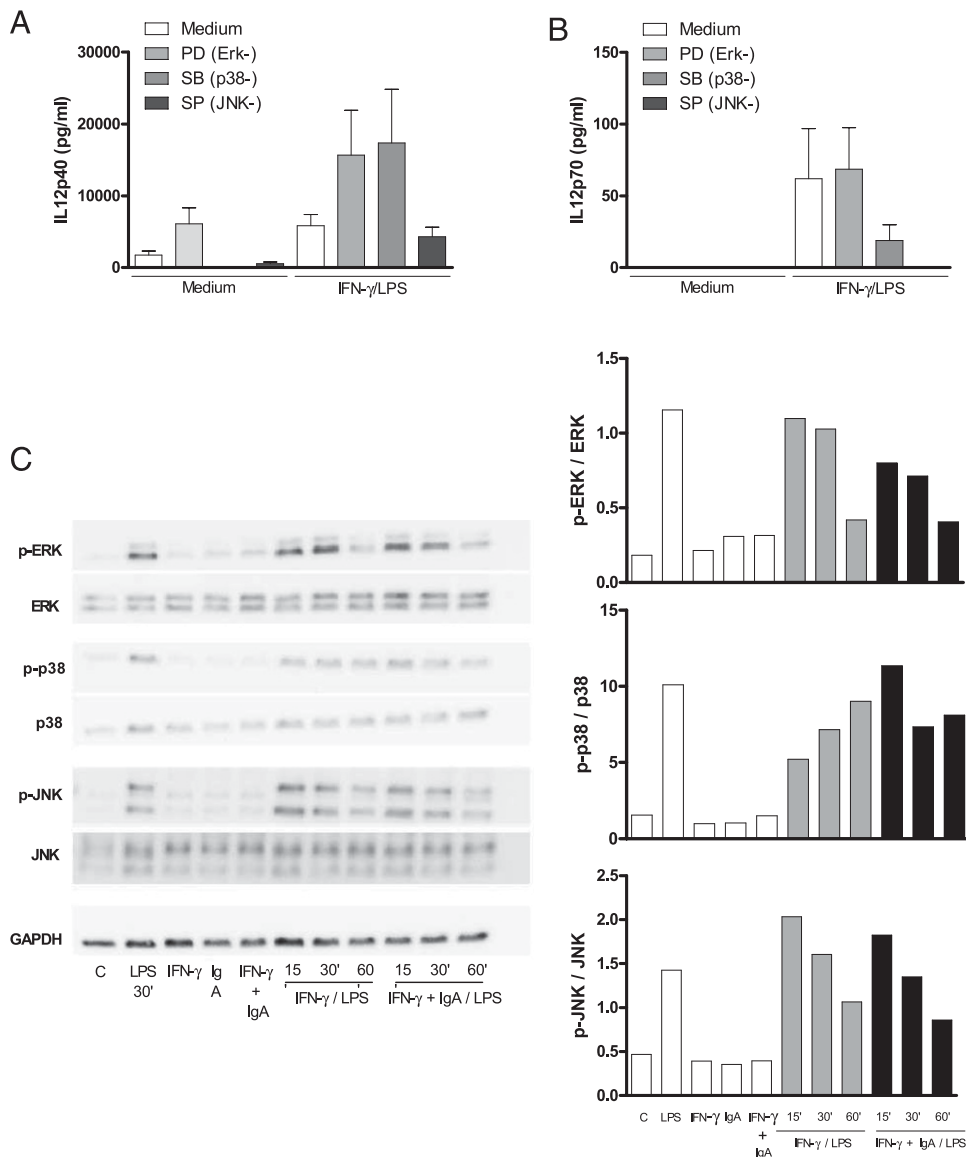 A
Medium
PD (Erk-)
SB (p38-)
SP (JNK-)
IL12p40 (pg/ml)
30000
20000
10000
0
Medium
IFN-γ/LPS
B
Medium
PD (Erk-)
SB (p38-)
SP (JNK-)
IL12p70 (pg/ml)
150
100
50
0
Medium
IFN-γ/LPS
C
p-ERK
ERK
p-p38
p38
p-JNK
JNK
GAPDH
C LPS IFN-γ Ig IFN-γ 15 30' 60 15 30' 60'
30' A + ' ' '
IgA
IFN-γ / LPS IFN-γ + IgA / LPS
p-ERK / ERK
1.5
1.0
0.5
0.0
p-p38 / p38
15
10
5
0
p-JNK / JNK
2.5
2.0
1.5
1.0
0.5
0.0
C LPS IFN-γ IgA IFN-γ 15' 30' 60' 15' 30' 60'
+
IgA
IFN-γ / LPS IFN-γ + IgA / LPS